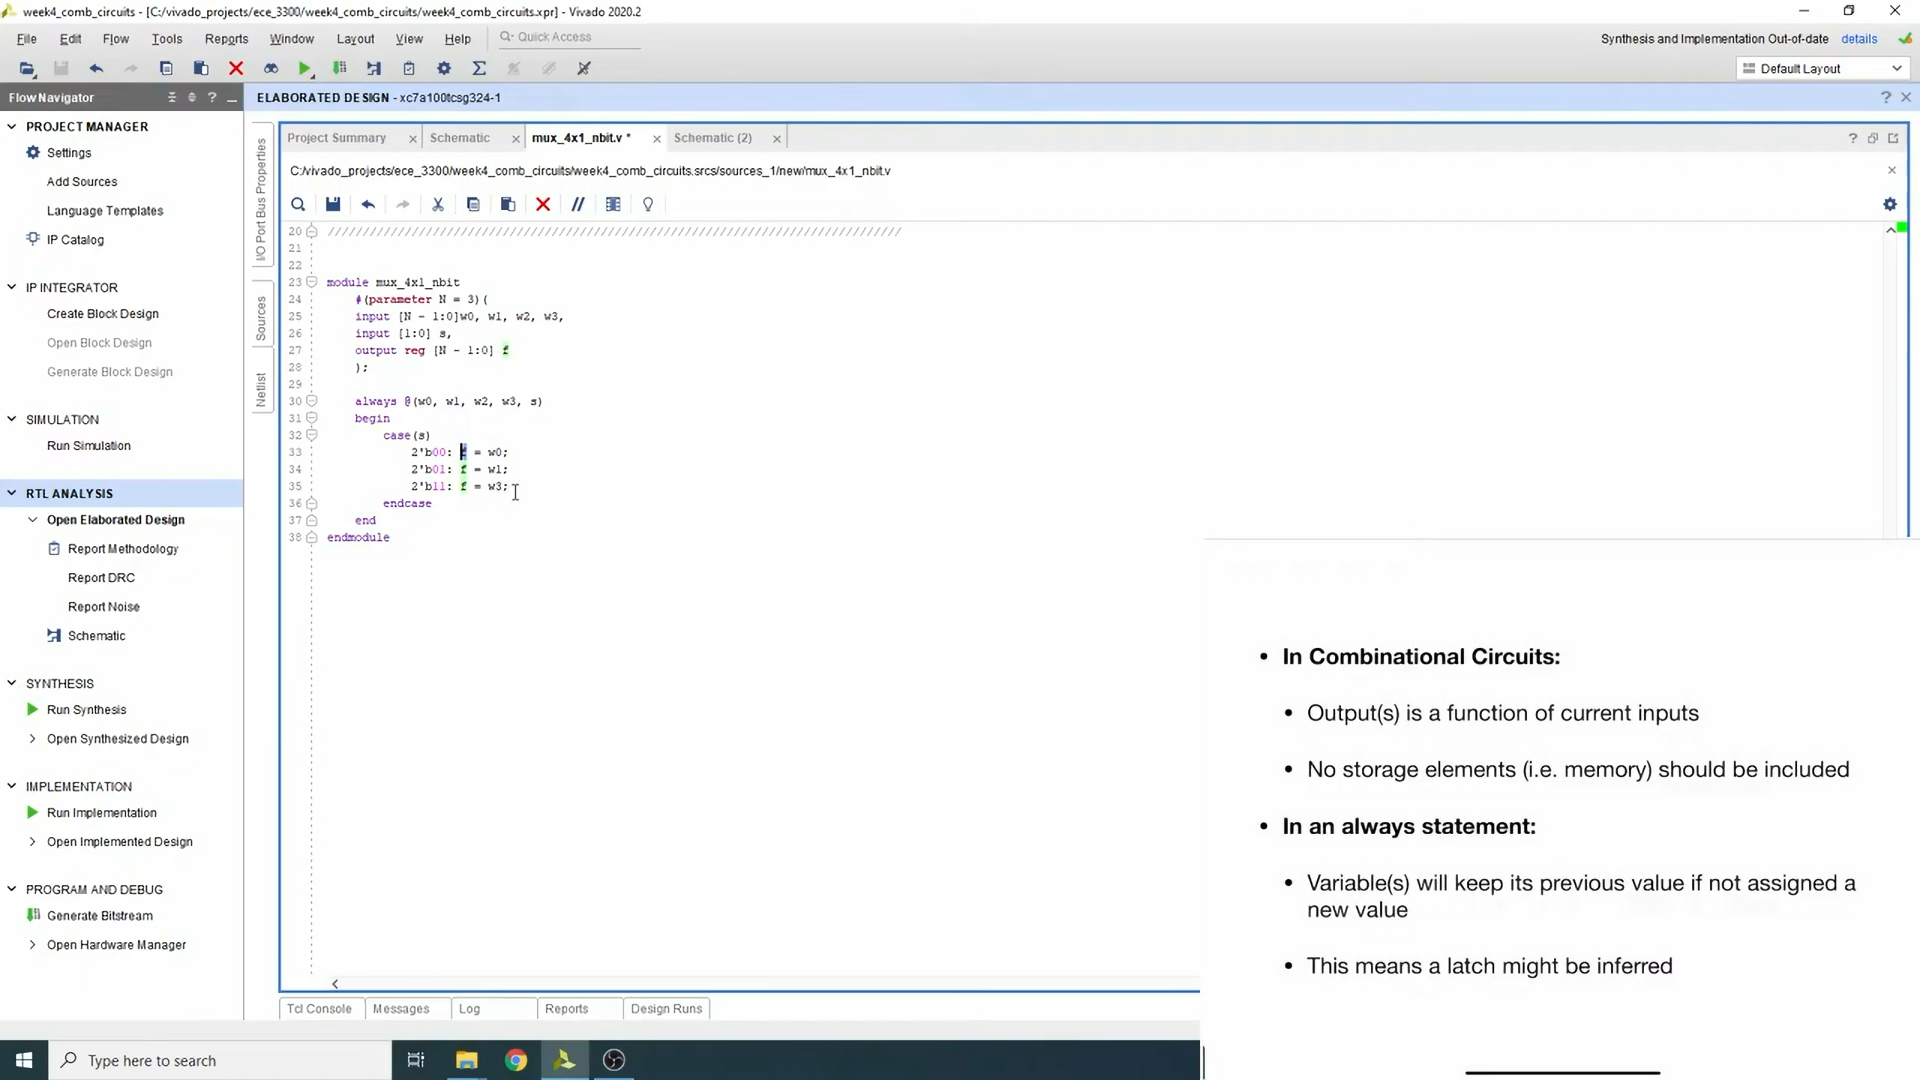 week4_comb_circuits - [C:/vivado_projects/ece_3300/week4_comb_circuits/week4_comb_circuits.xpr] - Vivado 2020.2
File Edit Flow Tools Reports Window Layout View Help Quick Access
Synthesis and Implementation Out-of-date details
Default Layout
Flow Navigator
ELABORATED DESIGN - xc7a100tcsg324-1
PROJECT MANAGER
Settings
Add Sources
Language Templates
IP Catalog
IP INTEGRATOR
Create Block Design
Open Block Design
Generate Block Design
SIMULATION
Run Simulation
RTL ANALYSIS
Open Elaborated Design
Report Methodology
Report DRC
Report Noise
Schematic
SYNTHESIS
Run Synthesis
Open Synthesized Design
IMPLEMENTATION
Run Implementation
Open Implemented Design
PROGRAM AND DEBUG
Generate Bitstream
Open Hardware Manager
I/O Port Bus Properties
Sources
Netlist
Project Summary Schematic mux_4x1_nbit.v * Schematic (2)
C:/vivado_projects/ece_3300/week4_comb_circuits/week4_comb_circuits.srcs/sources_1/new/mux_4x1_nbit.v
20 //////////////////////////////////////////////////////////////////////////////////
21
22
23 module mux_4x1_nbit
24 #(parameter N = 3)(
25 input [N - 1:0]w0, w1, w2, w3,
26 input [1:0] s,
27 output reg [N - 1:0] f
28 );
29
30 always @(w0, w1, w2, w3, s)
31 begin
32 case(s)
33 2'b00: f = w0;
34 2'b01: f = w1;
35 2'b11: f = w3;
36 endcase
37 end
38 endmodule
Tcl Console Messages Log Reports Design Runs
• In Combinational Circuits:
• Output(s) is a function of current inputs
• No storage elements (i.e. memory) should be included
• In an always statement:
• Variable(s) will keep its previous value if not assigned a
new value
• This means a latch might be inferred
Type here to search